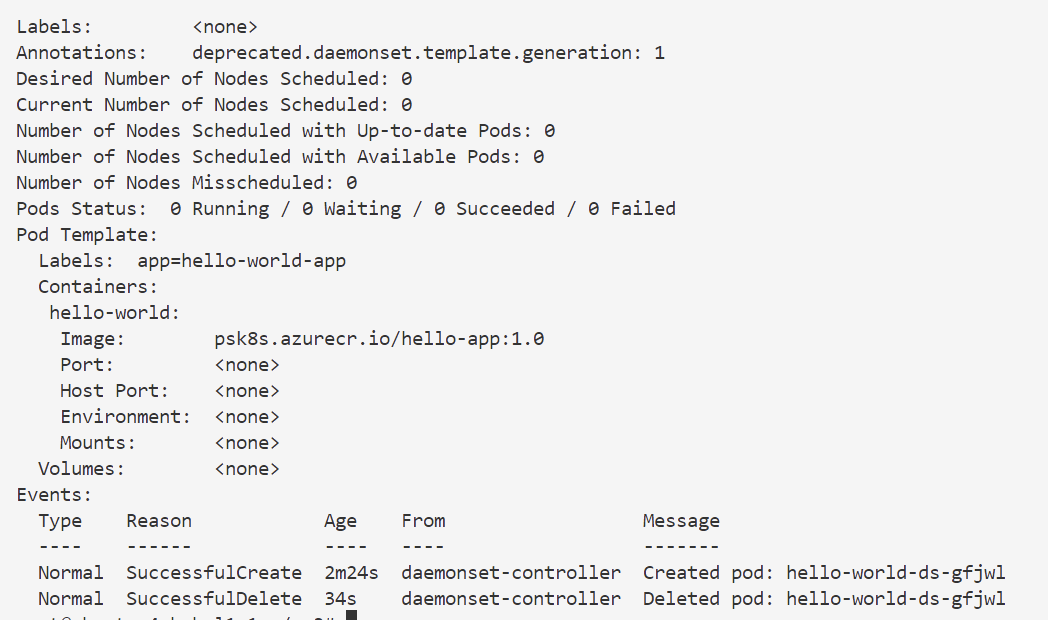 Labels: <none>
Annotations: deprecated.daemonset.template.generation: 1
Desired Number of Nodes Scheduled: 0
Current Number of Nodes Scheduled: 0
Number of Nodes Scheduled with Up-to-date Pods: 0
Number of Nodes Scheduled with Available Pods: 0
Number of Nodes Misscheduled: 0
Pods Status: 0 Running / 0 Waiting / 0 Succeeded / 0 Failed
Pod Template:
Labels: app=hello-world-app
Containers:
hello-world:
Image: psk8s.azurecr.io/hello-app:1.0
Port: <none>
Host Port: <none>
Environment: <none>
Mounts: <none>
Volumes: <none>
Events:
Type Reason Age From Message
---- ------ ---- ---- -------
Normal SuccessfulCreate 2m24s daemonset-controller Created pod: hello-world-ds-gfjwl
Normal SuccessfulDelete 34s daemonset-controller Deleted pod: hello-world-ds-gfjwl